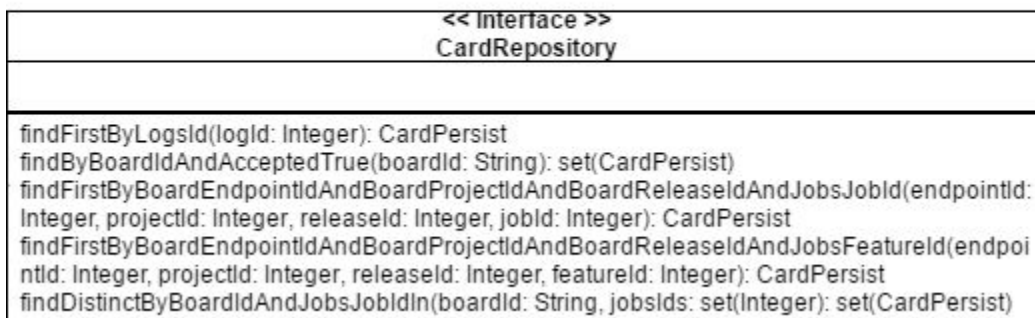 << Interface >>
CardRepository
findFirstByLogsId(logId: Integer): CardPersist
findByBoardIdAndAcceptedTrue(boardId: String): set(CardPersist)
findFirstByBoardEndpointIdAndBoardProjectIdAndBoardReleaseIdAndJobsJobId(endpointId:
Integer, projectId: Integer, releaseId: Integer, jobId: Integer): CardPersist
findFirstByBoardEndpointIdAndBoardProjectIdAndBoardReleaseIdAndJobsFeatureId(endpoi
ntId: Integer, projectId: Integer, releaseId: Integer, featureId: Integer): CardPersist
findDistinctByBoardIdAndJobsJobIdIn(boardId: String, jobsIds: set(Integer): set(CardPersist)